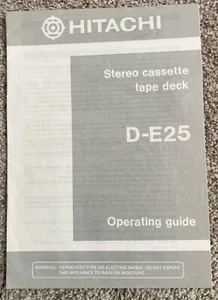 HITACHI
Stereo cassette
tape deck
D-E25
Operating guide
WARNING: TO PREVENT FIRE OR ELECTRIC SHOCK, DO NOT EXPOSE
THIS APPLIANCE TO RAIN OR MOISTURE.